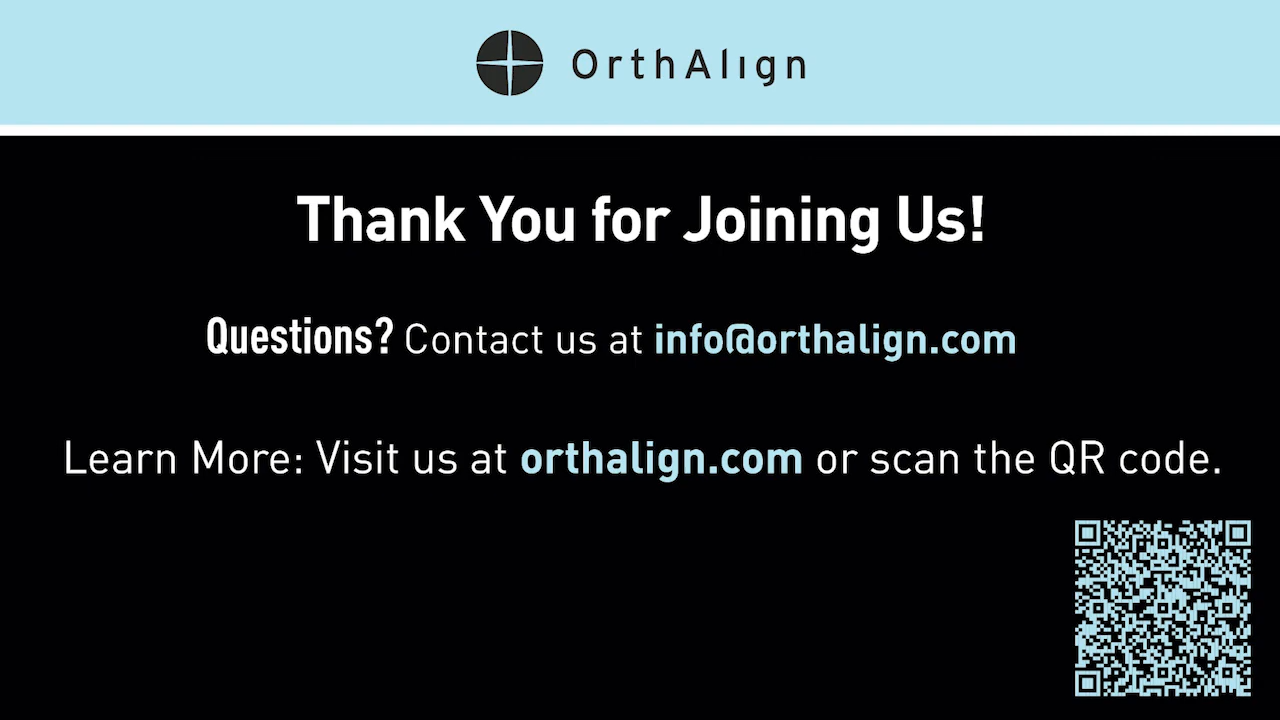 OrthAlign
Thank You for Joining Us!
Questions? Contact us at info@orthalign.com
Learn More: Visit us at orthalign.com or scan the QR code.